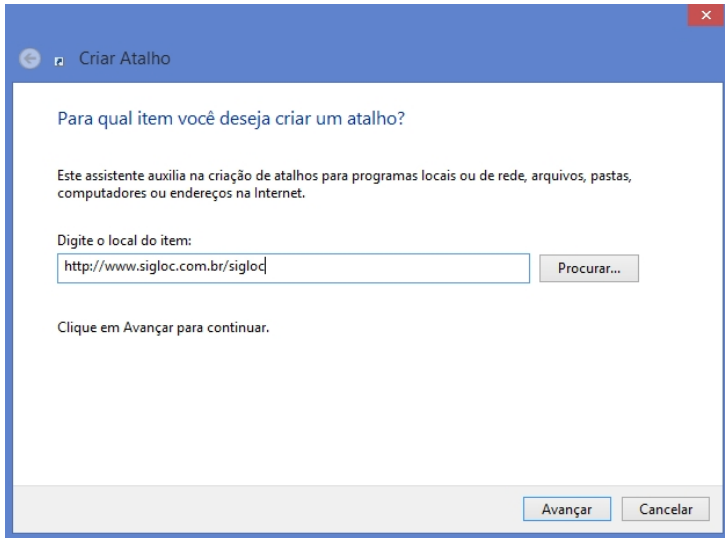 Criar Atalho
Para qual item você deseja criar um atalho?
Este assistente auxilia na criação de atalhos para programas locais ou de rede, arquivos, pastas,
computadores ou endereços na Internet.
Digite o local do item:
http://www.sigloc.com.br/sigloc
Procurar...
Clique em Avançar para continuar.
Avançar
Cancelar